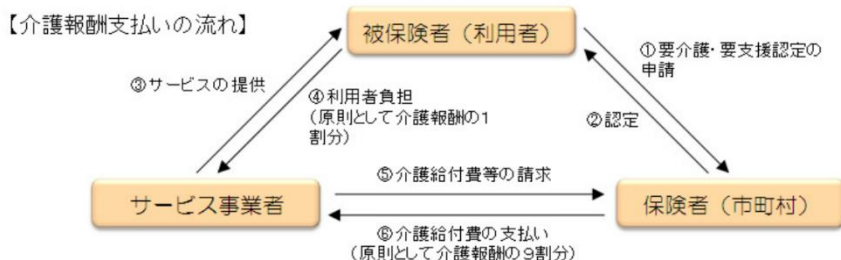 【介護報酬支払いの流れ】
被保険者(利用者)
①要介護・要支援認定の
申請
③サービスの提供
④利用者負担
(原則として介護報酬の1
割分)
②認定
⑤介護給付費等の請求
サービス事業者
保険者(市町村)
⑥介護給付費の支払い
(原則として介護報酬の9割分)